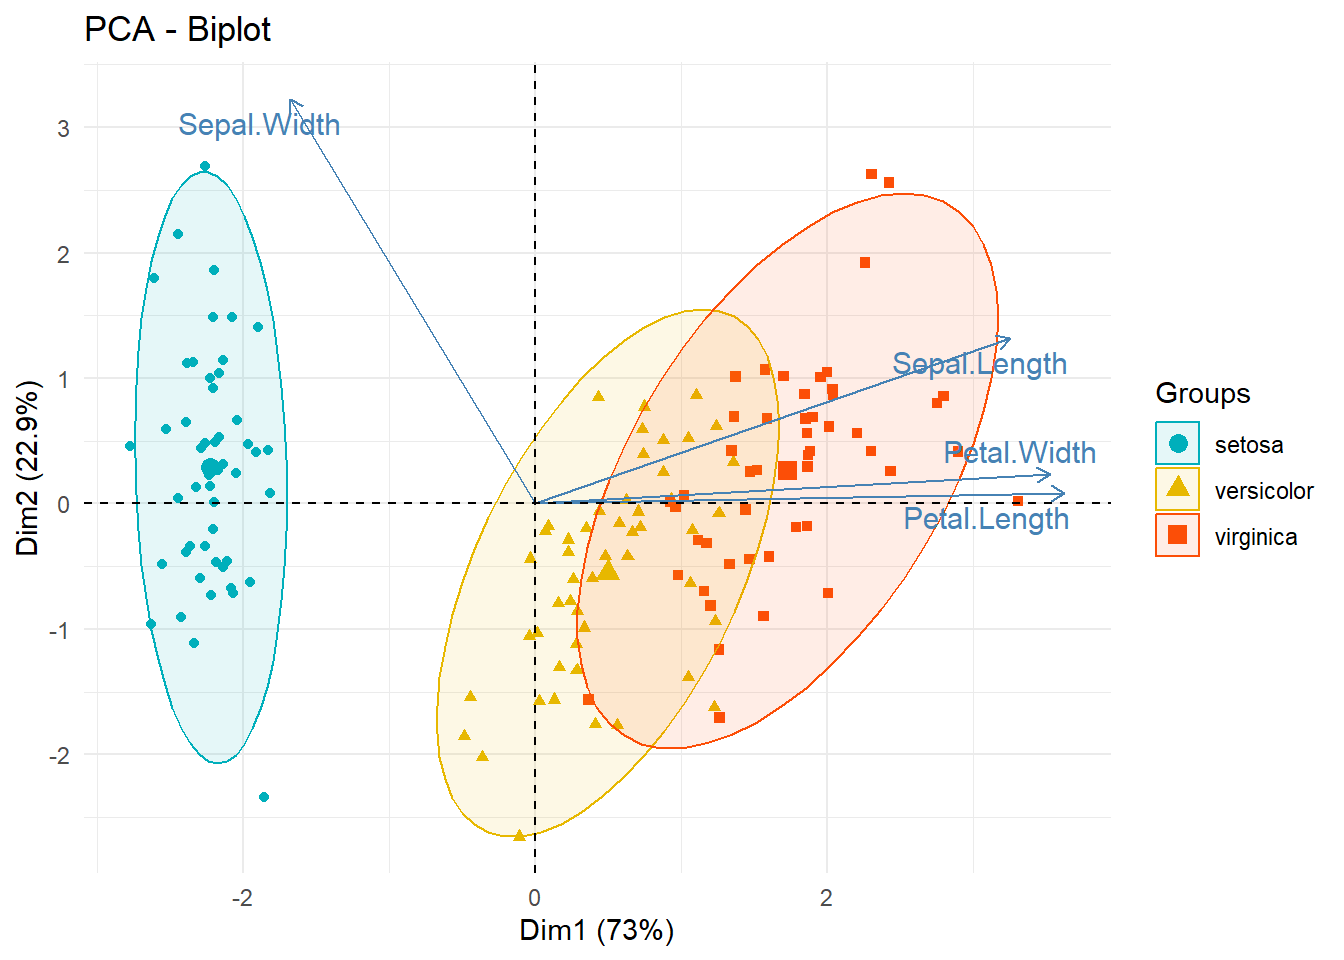 PCA - Biplot
Dim2 (22.9%)
3
2
1
0
-1
-2
Sepal.Width
Sepal.Length
Petal.Width
Petal.Length
-2
0
2
Dim1 (73%)
Groups
setosa
versicolor
virginica